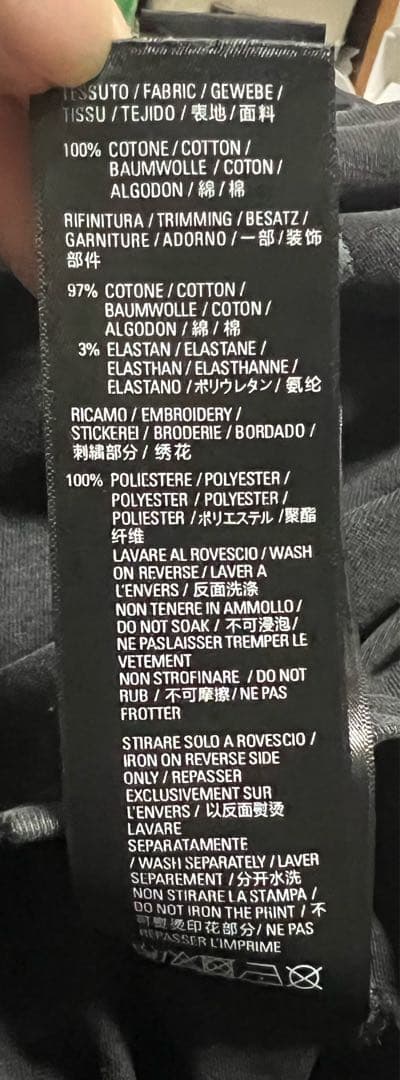 TESSUTO / FABRIC / GEWEBE /
TISSU / TEJIDO / 表地 / 面料
100% COTONE / COTTON /
BAUMWOLLE / COTON /
ALGODON / 綿 / 棉
RIFINITURA / TRIMMING / BESATZ /
GARNITURE / ADORNO / 一部 / 装饰
部件
97% COTONE / COTTON /
BAUMWOLLE / COTON /
ALGODON / 綿 / 棉
3% ELASTAN / ELASTANE /
ELASTHAN / ELASTHANNE /
ELASTANO / ポリウレタン / 氨纶
RICAMO / EMBROIDERY /
STICKEREI / BRODERIE / BORDADO /
刺繍部分 / 绣花
100% POLIESTERE / POLYESTER /
POLYESTER / POLYESTER /
POLIESTER / ポリエステル / 聚酯
纤维
LAVARE AL ROVESCIO / WASH
ON REVERSE / LAVER A
L'ENVERS / 反面洗涤
NON TENERE IN AMMOLLO /
DO NOT SOAK / 不可浸泡 /
NE PASLAISSER TREMPER LE
VETEMENT
NON STROFINARE / DO NOT
RUB / 不可摩擦 / NE PAS
FROTTER
STIRARE SOLO A ROVESCIO /
IRON ON REVERSE SIDE
ONLY / REPASSER
EXCLUSIVEMENT SUR
L'ENVERS / 以反面熨烫
LAVARE
SEPARATAMENTE
/ WASH SEPARATELY / LAVER
SEPAREMENT / 分开水洗
NON STIRARE LA STAMPA /
DO NOT IRON THE PRINT / 不
可熨烫印花部分 / NE PAS
REPASSER L'IMPRIME